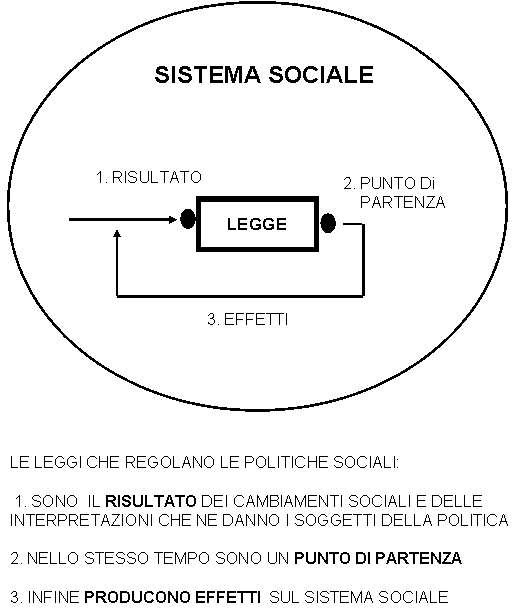 SISTEMA SOCIALE
1. RISULTATO
2. PUNTO Di
PARTENZA
LEGGE
3. EFFETTI
LE LEGGI CHE REGOLANO LE POLITICHE SOCIALI:
1. SONO IL RISULTATO DEI CAMBIAMENTI SOCIALI E DELLE
INTERPRETAZIONI CHE NE DANNO I SOGGETTI DELLA POLITICA
2. NELLO STESSO TEMPO SONO UN PUNTO DI PARTENZA
3. INFINE PRODUCONO EFFETTI SUL SISTEMA SOCIALE